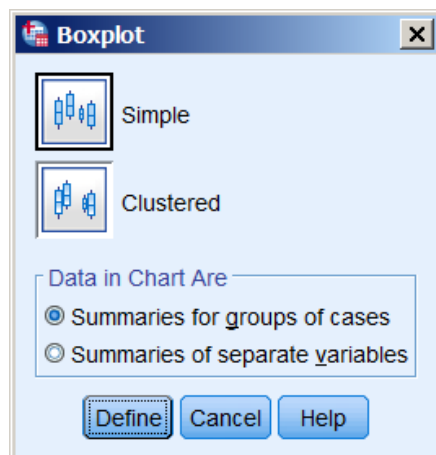 Boxplot
Simple
Clustered
Data in Chart Are
Summaries for groups of cases
Summaries of separate variables
Define Cancel Help